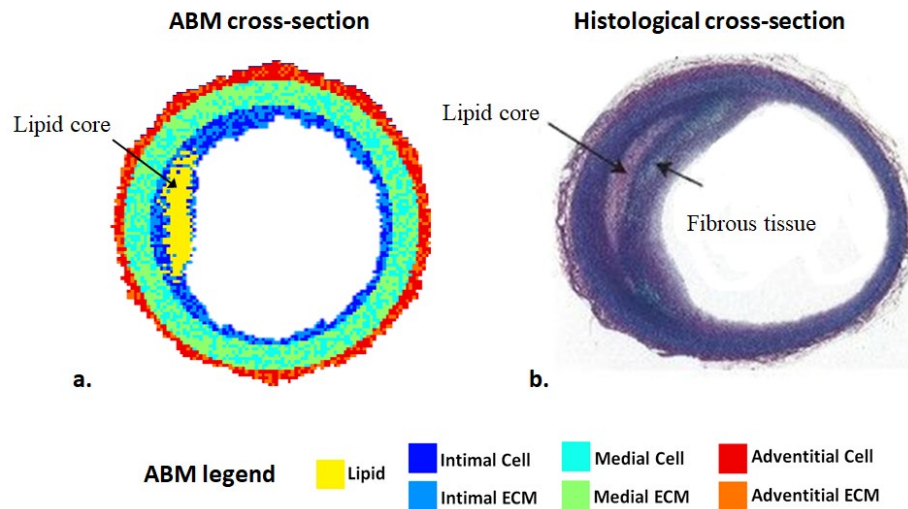 ABM cross-section
Histological cross-section
Lipid core
Lipid core
Fibrous tissue
a.
b.
ABM legend
Lipid
Intimal Cell
Medial Cell
Adventitial Cell
Intimal ECM
Medial ECM
Adventitial ECM